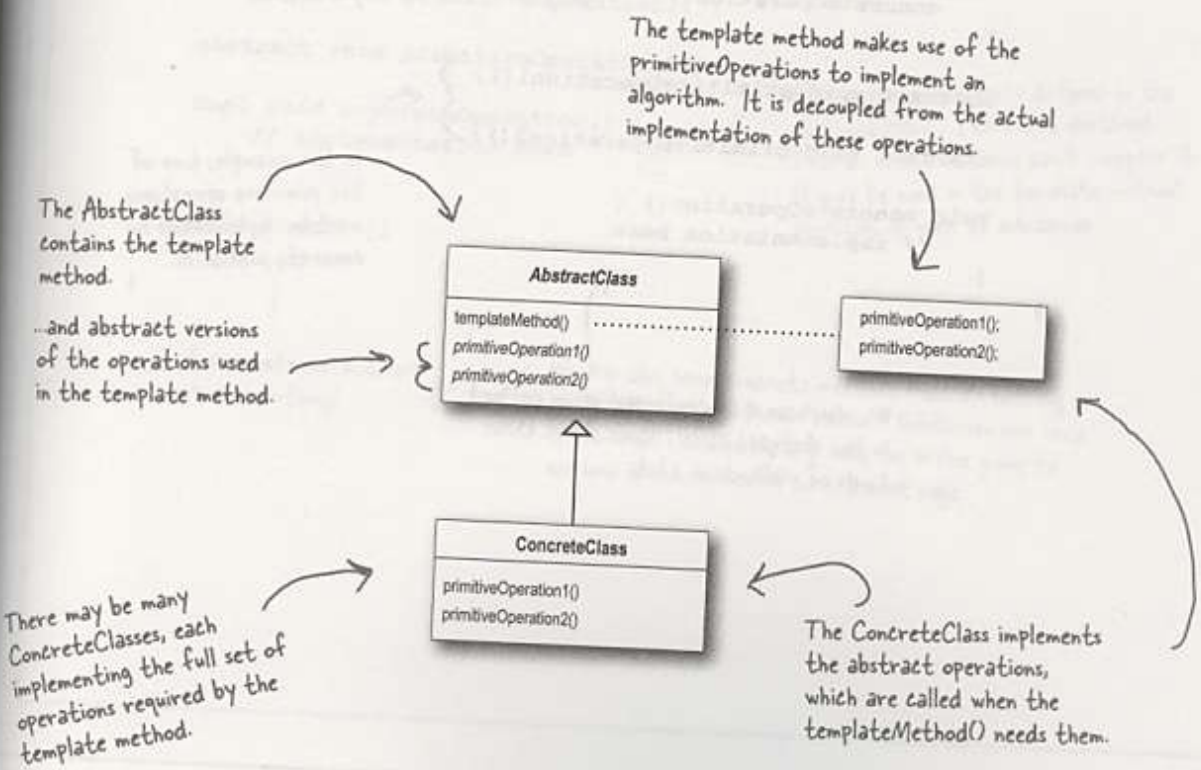 The template method makes use of the
primitiveOperations to implement an
algorithm. It is decoupled from the actual
implementation of these operations.
The AbstractClass
contains the template
method.
...and abstract versions
of the operations used
in the template method.
AbstractClass
templateMethod()
primitiveOperation1()
primitiveOperation2()
primitiveOperation1();
primitiveOperation2();
ConcreteClass
primitiveOperation1()
primitiveOperation2()
There may be many
ConcreteClasses, each
implementing the full set of
operations required by the
template method.
The ConcreteClass implements
the abstract operations,
which are called when the
templateMethod() needs them.